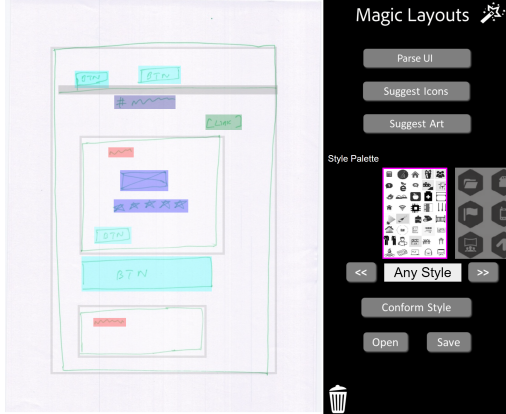 Magic Layouts
Parse UI
Suggest Icons
Suggest Art
Style Palette
<< Any Style >>
Conform Style
Open Save
BTN BTN
#
BTN
BTN